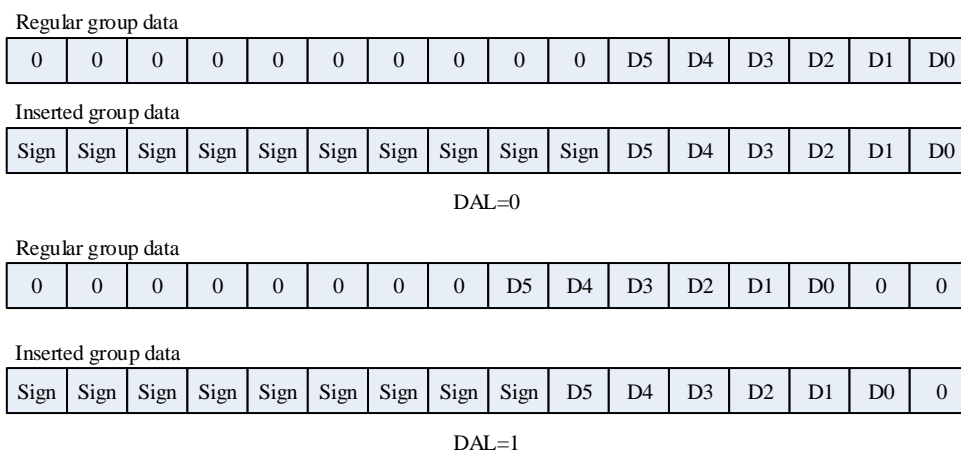 Regular group data
0 0 0 0 0 0 0 0 0 0 D5 D4 D3 D2 D1 D0
Inserted group data
Sign Sign Sign Sign Sign Sign Sign Sign Sign Sign D5 D4 D3 D2 D1 D0
DAL=0
Regular group data
0 0 0 0 0 0 0 0 D5 D4 D3 D2 D1 D0 0 0
Inserted group data
Sign Sign Sign Sign Sign Sign Sign Sign Sign D5 D4 D3 D2 D1 D0 0
DAL=1